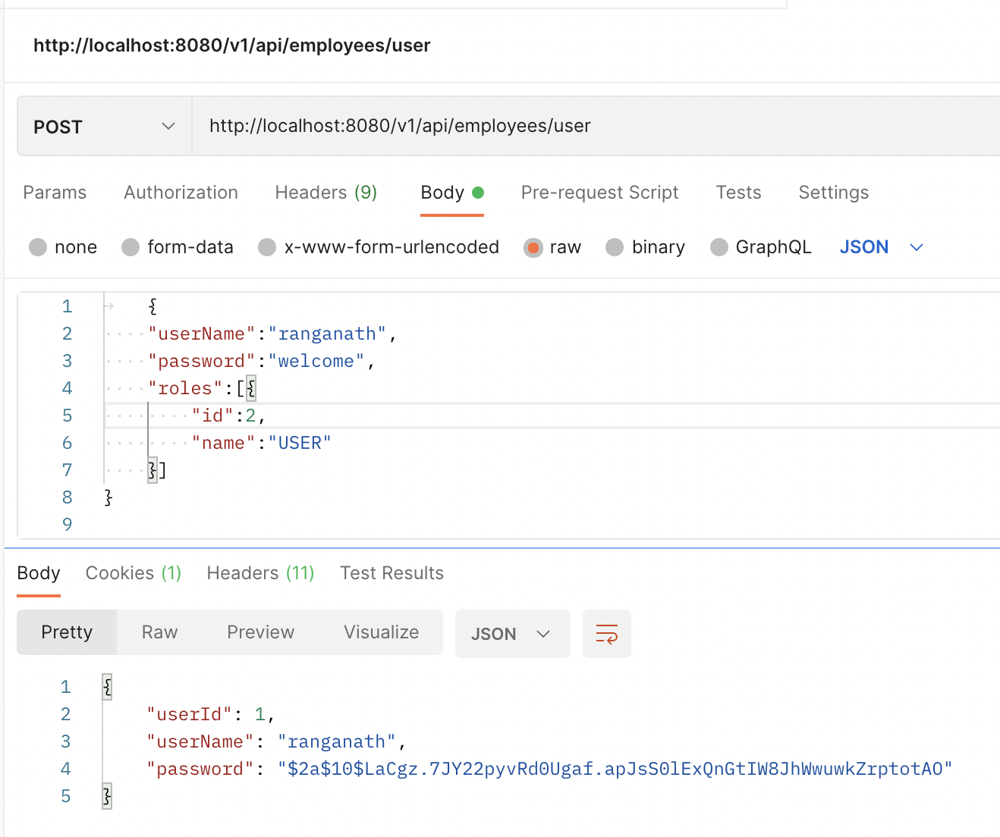 http://localhost:8080/v1/api/employees/user
POST http://localhost:8080/v1/api/employees/user
Params Authorization Headers (9) Body Pre-request Script Tests Settings
none form-data x-www-form-urlencoded raw binary GraphQL JSON
1 {
2 "userName":"ranganath",
3 "password":"welcome",
4 "roles":[{
5 "id":2,
6 "name":"USER"
7 }]
8 }
9
Body Cookies (1) Headers (11) Test Results
Pretty Raw Preview Visualize JSON
1 {
2 "userId": 1,
3 "userName": "ranganath",
4 "password": "$2a$10$LaCgz.7JY22pyvRd0Ugaf.apJsS0lExQnGtIW8JhWwuwkZrptotAO"
5 }